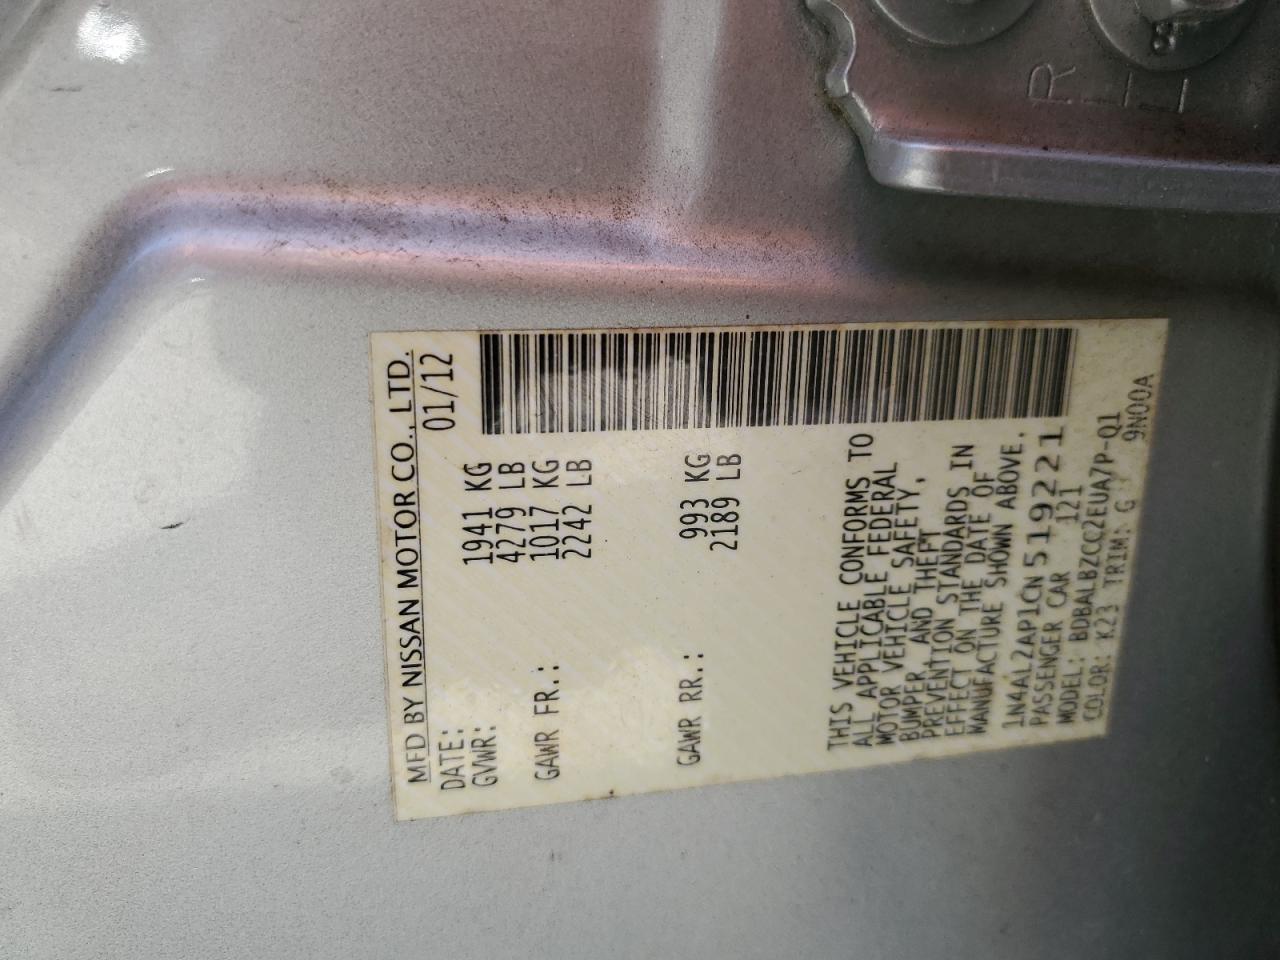 MFD BY NISSAN MOTOR CO., LTD.
DATE: 01/12
GVWR: 1941 KG
4279 LB
GAWR FR.: 1017 KG
2242 LB
GAWR RR.: 993 KG
2189 LB
THIS VEHICLE CONFORMS TO
ALL APPLICABLE FEDERAL
MOTOR VEHICLE SAFETY,
BUMPER, AND THEFT
PREVENTION STANDARDS IN
EFFECT ON THE DATE OF
MANUFACTURE SHOWN ABOVE.
1N4AL2AP1CN519221
PASSENGER CAR 121
MODEL: BDBALBZCC2EUA7P-Q1
COLOR: K23 TRIM: G 9N00A
R
8